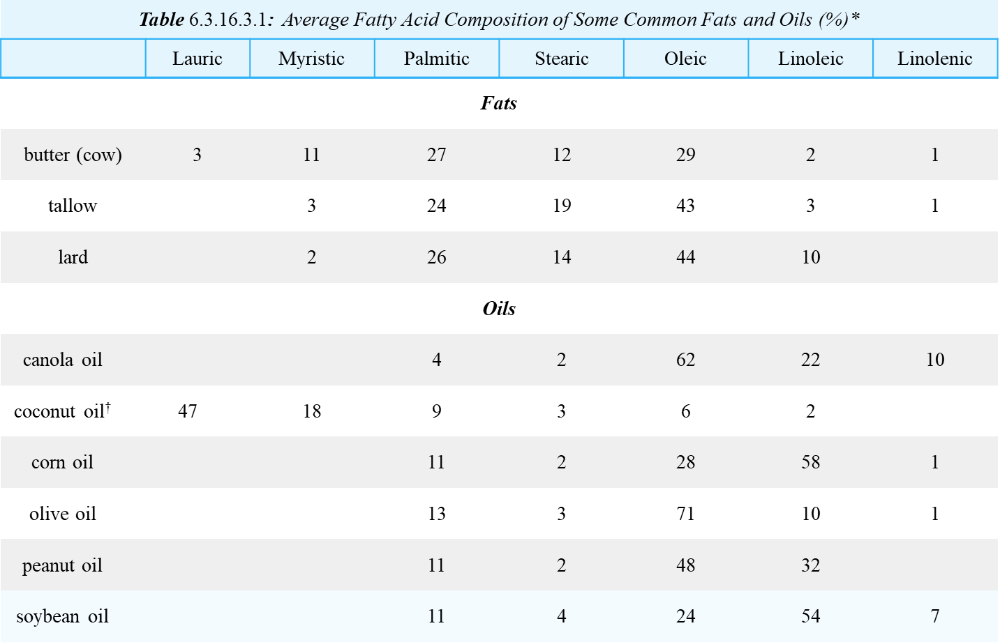 Table 6.3.16.3.1: Average Fatty Acid Composition of Some Common Fats and Oils (%)*
Lauric Myristic Palmitic Stearic Oleic Linoleic Linolenic
Fats
butter (cow) 3 11 27 12 29 2 1
tallow 3 24 19 43 3 1
lard 2 26 14 44 10
Oils
canola oil 4 2 62 22 10
coconut oil† 47 18 9 3 6 2
corn oil 11 2 28 58 1
olive oil 13 3 71 10 1
peanut oil 11 2 48 32
soybean oil 11 4 24 54 7